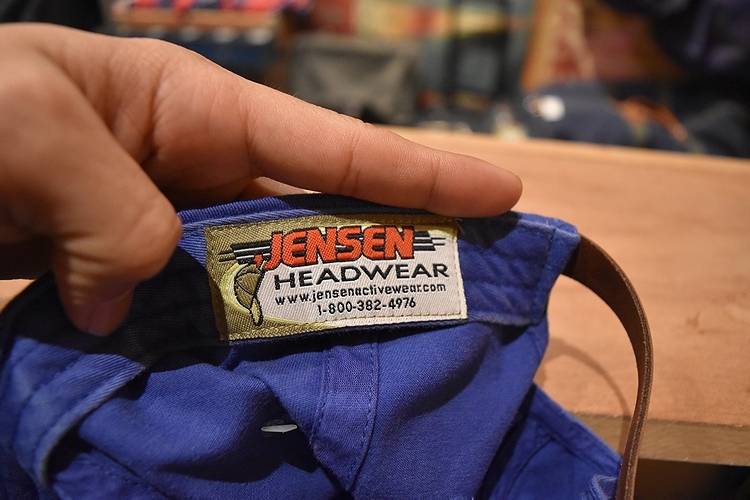 JENSEN
HEADWEAR
www.jensenactivewear.com
1-800-382-4976